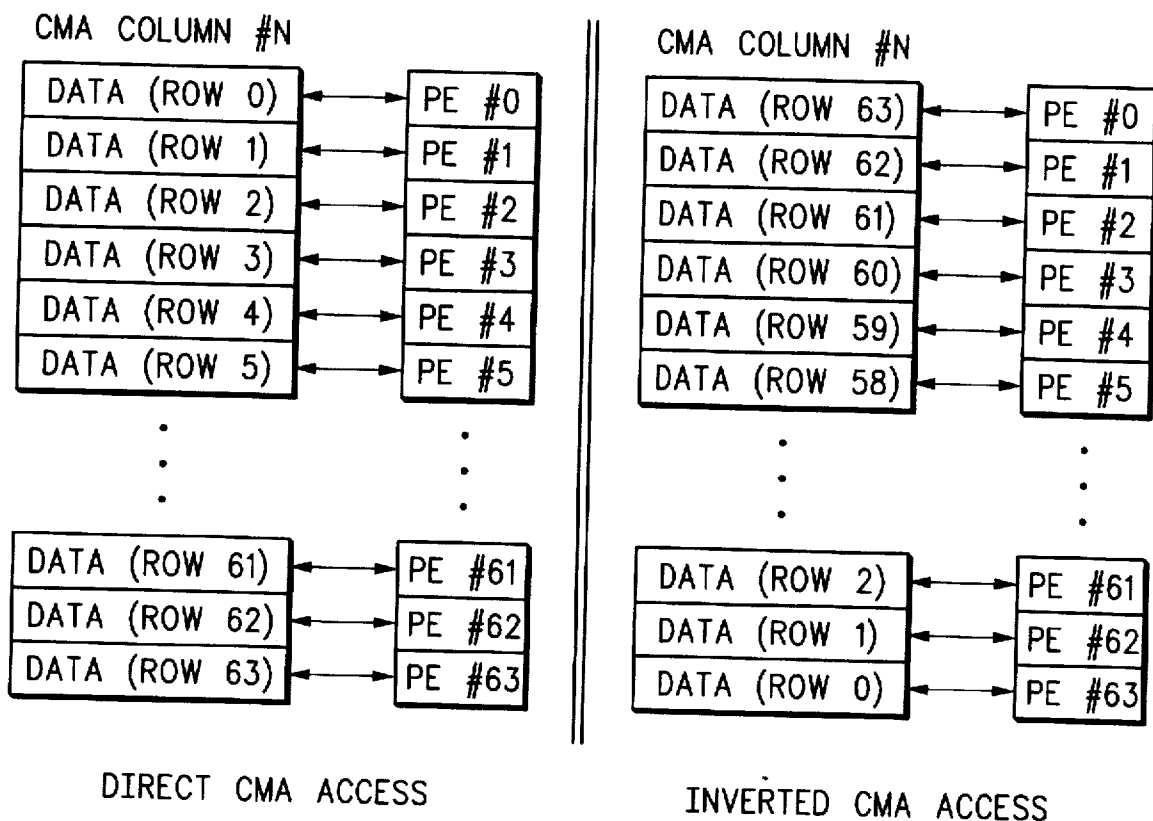 CMA COLUMN #N
DATA (ROW 0) PE #0
DATA (ROW 1) PE #1
DATA (ROW 2) PE #2
DATA (ROW 3) PE #3
DATA (ROW 4) PE #4
DATA (ROW 5) PE #5
DATA (ROW 61) PE #61
DATA (ROW 62) PE #62
DATA (ROW 63) PE #63
DIRECT CMA ACCESS
CMA COLUMN #N
DATA (ROW 63) PE #0
DATA (ROW 62) PE #1
DATA (ROW 61) PE #2
DATA (ROW 60) PE #3
DATA (ROW 59) PE #4
DATA (ROW 58) PE #5
DATA (ROW 2) PE #61
DATA (ROW 1) PE #62
DATA (ROW 0) PE #63
INVERTED CMA ACCESS